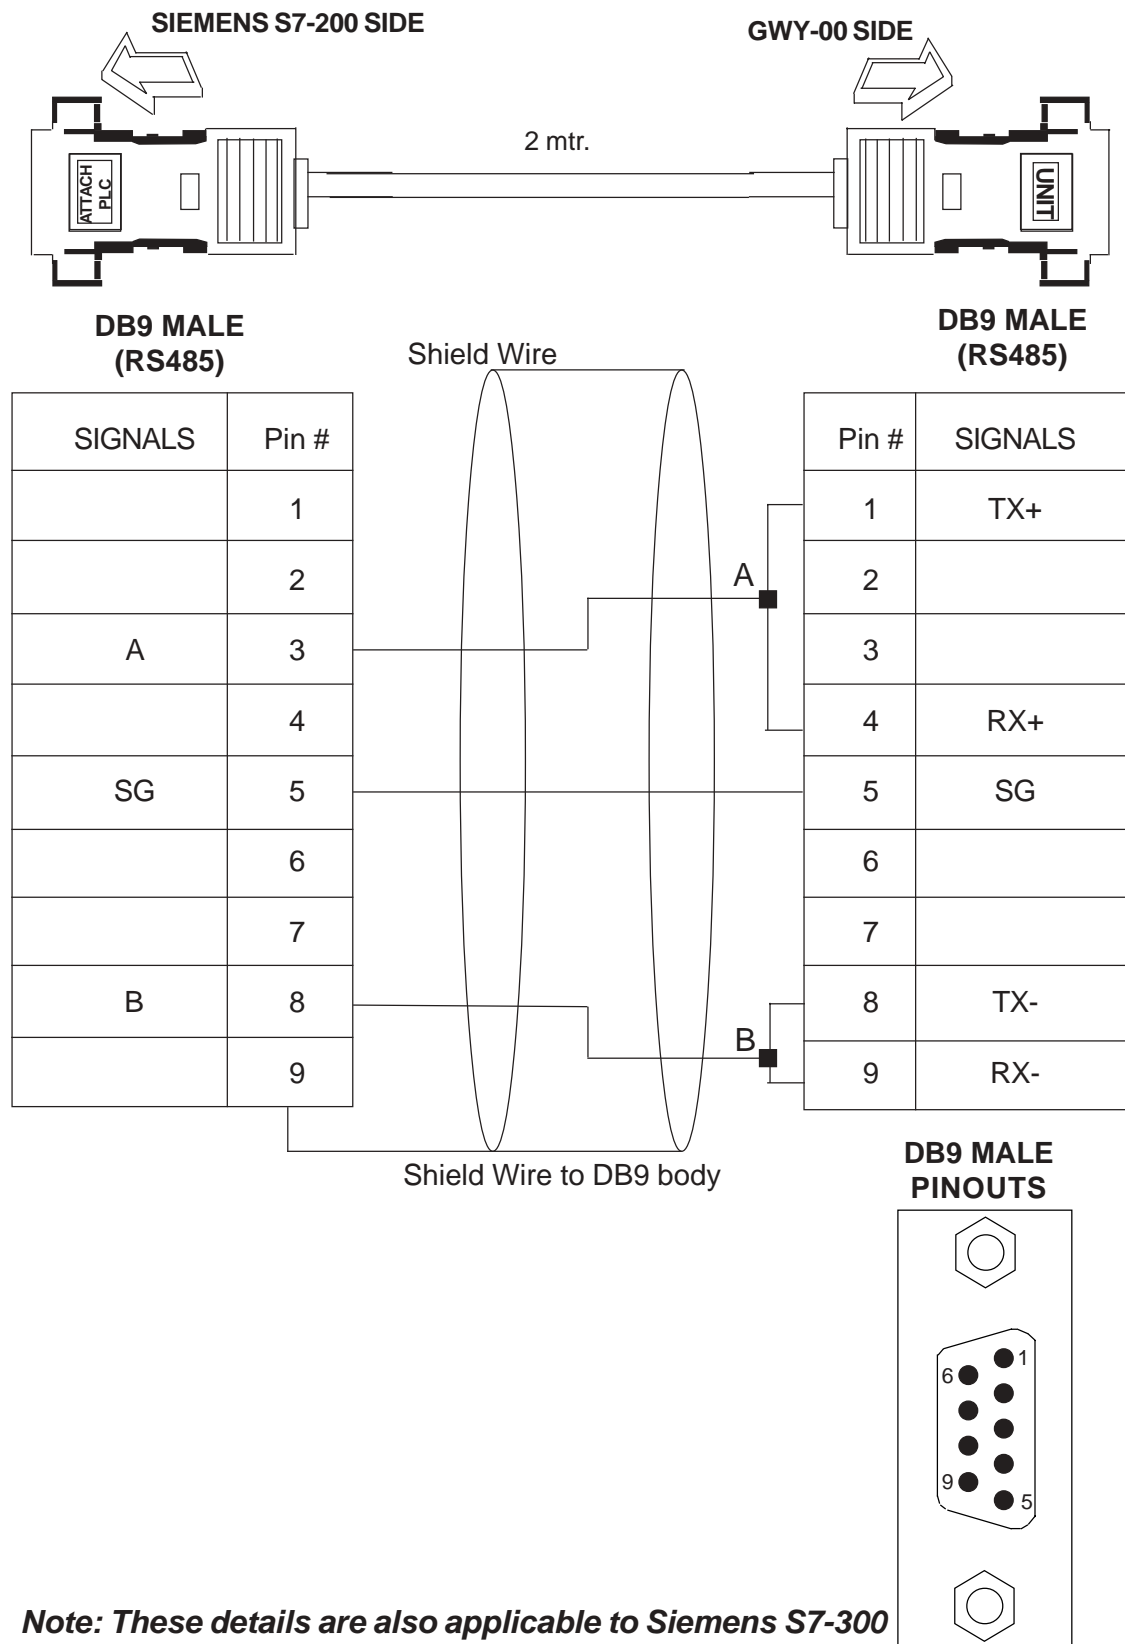 SIEMENS S7-200 SIDE
GWY-00 SIDE
2 mtr.
ATTACH
PLC
UNIT
DB9 MALE
(RS485)
DB9 MALE
(RS485)
Shield Wire
SIGNALS Pin #
1
2
A 3
4
SG 5
6
7
B 8
9
A
B
Pin # SIGNALS
1 TX+
2
3
4 RX+
5 SG
6
7
8 TX-
9 RX-
Shield Wire to DB9 body
DB9 MALE
PINOUTS
1
6
9
5
Note: These details are also applicable to Siemens S7-300